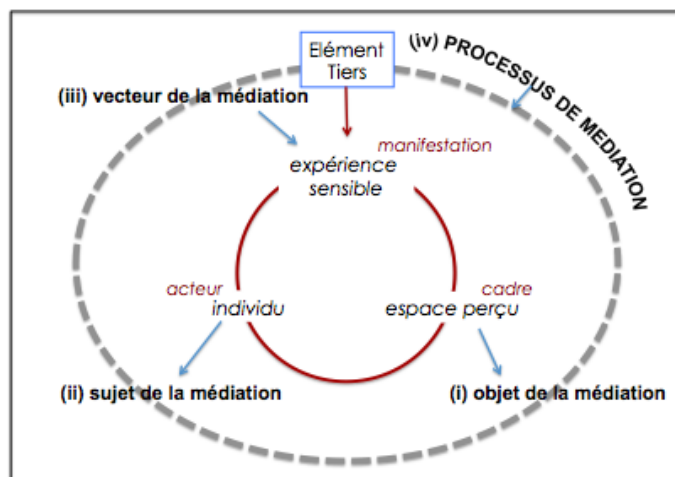 Elément
Tiers
(iv) PROCESSUS DE MEDIATION
(iii) vecteur de la médiation
manifestation
expérience
sensible
acteur
individu
cadre
espace perçu
(ii) sujet de la médiation
(i) objet de la médiation